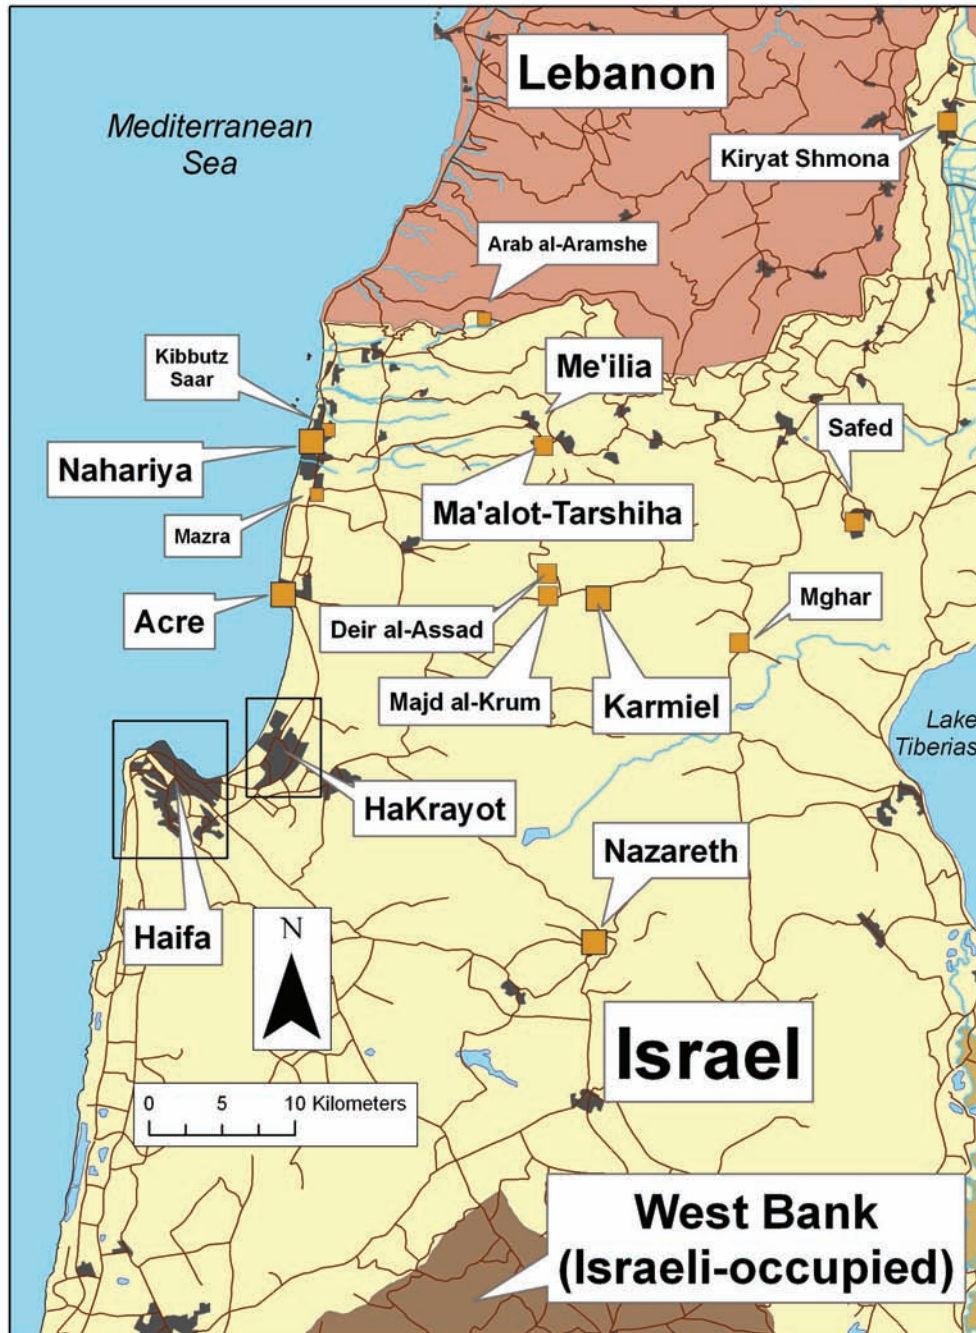 Lebanon
Mediterranean
Sea
Kiryat Shmona
Arab al-Aramshe
Kibbutz
Saar
Me'ilia
Safed
Nahariya
Ma'alot-Tarshiha
Mazra
Acre
Deir al-Assad
Mghar
Majd al-Krum
Karmiel
Lake
Tiberias
HaKrayot
Nazareth
Haifa
N
Israel
0 5 10 Kilometers
West Bank
(Israeli-occupied)